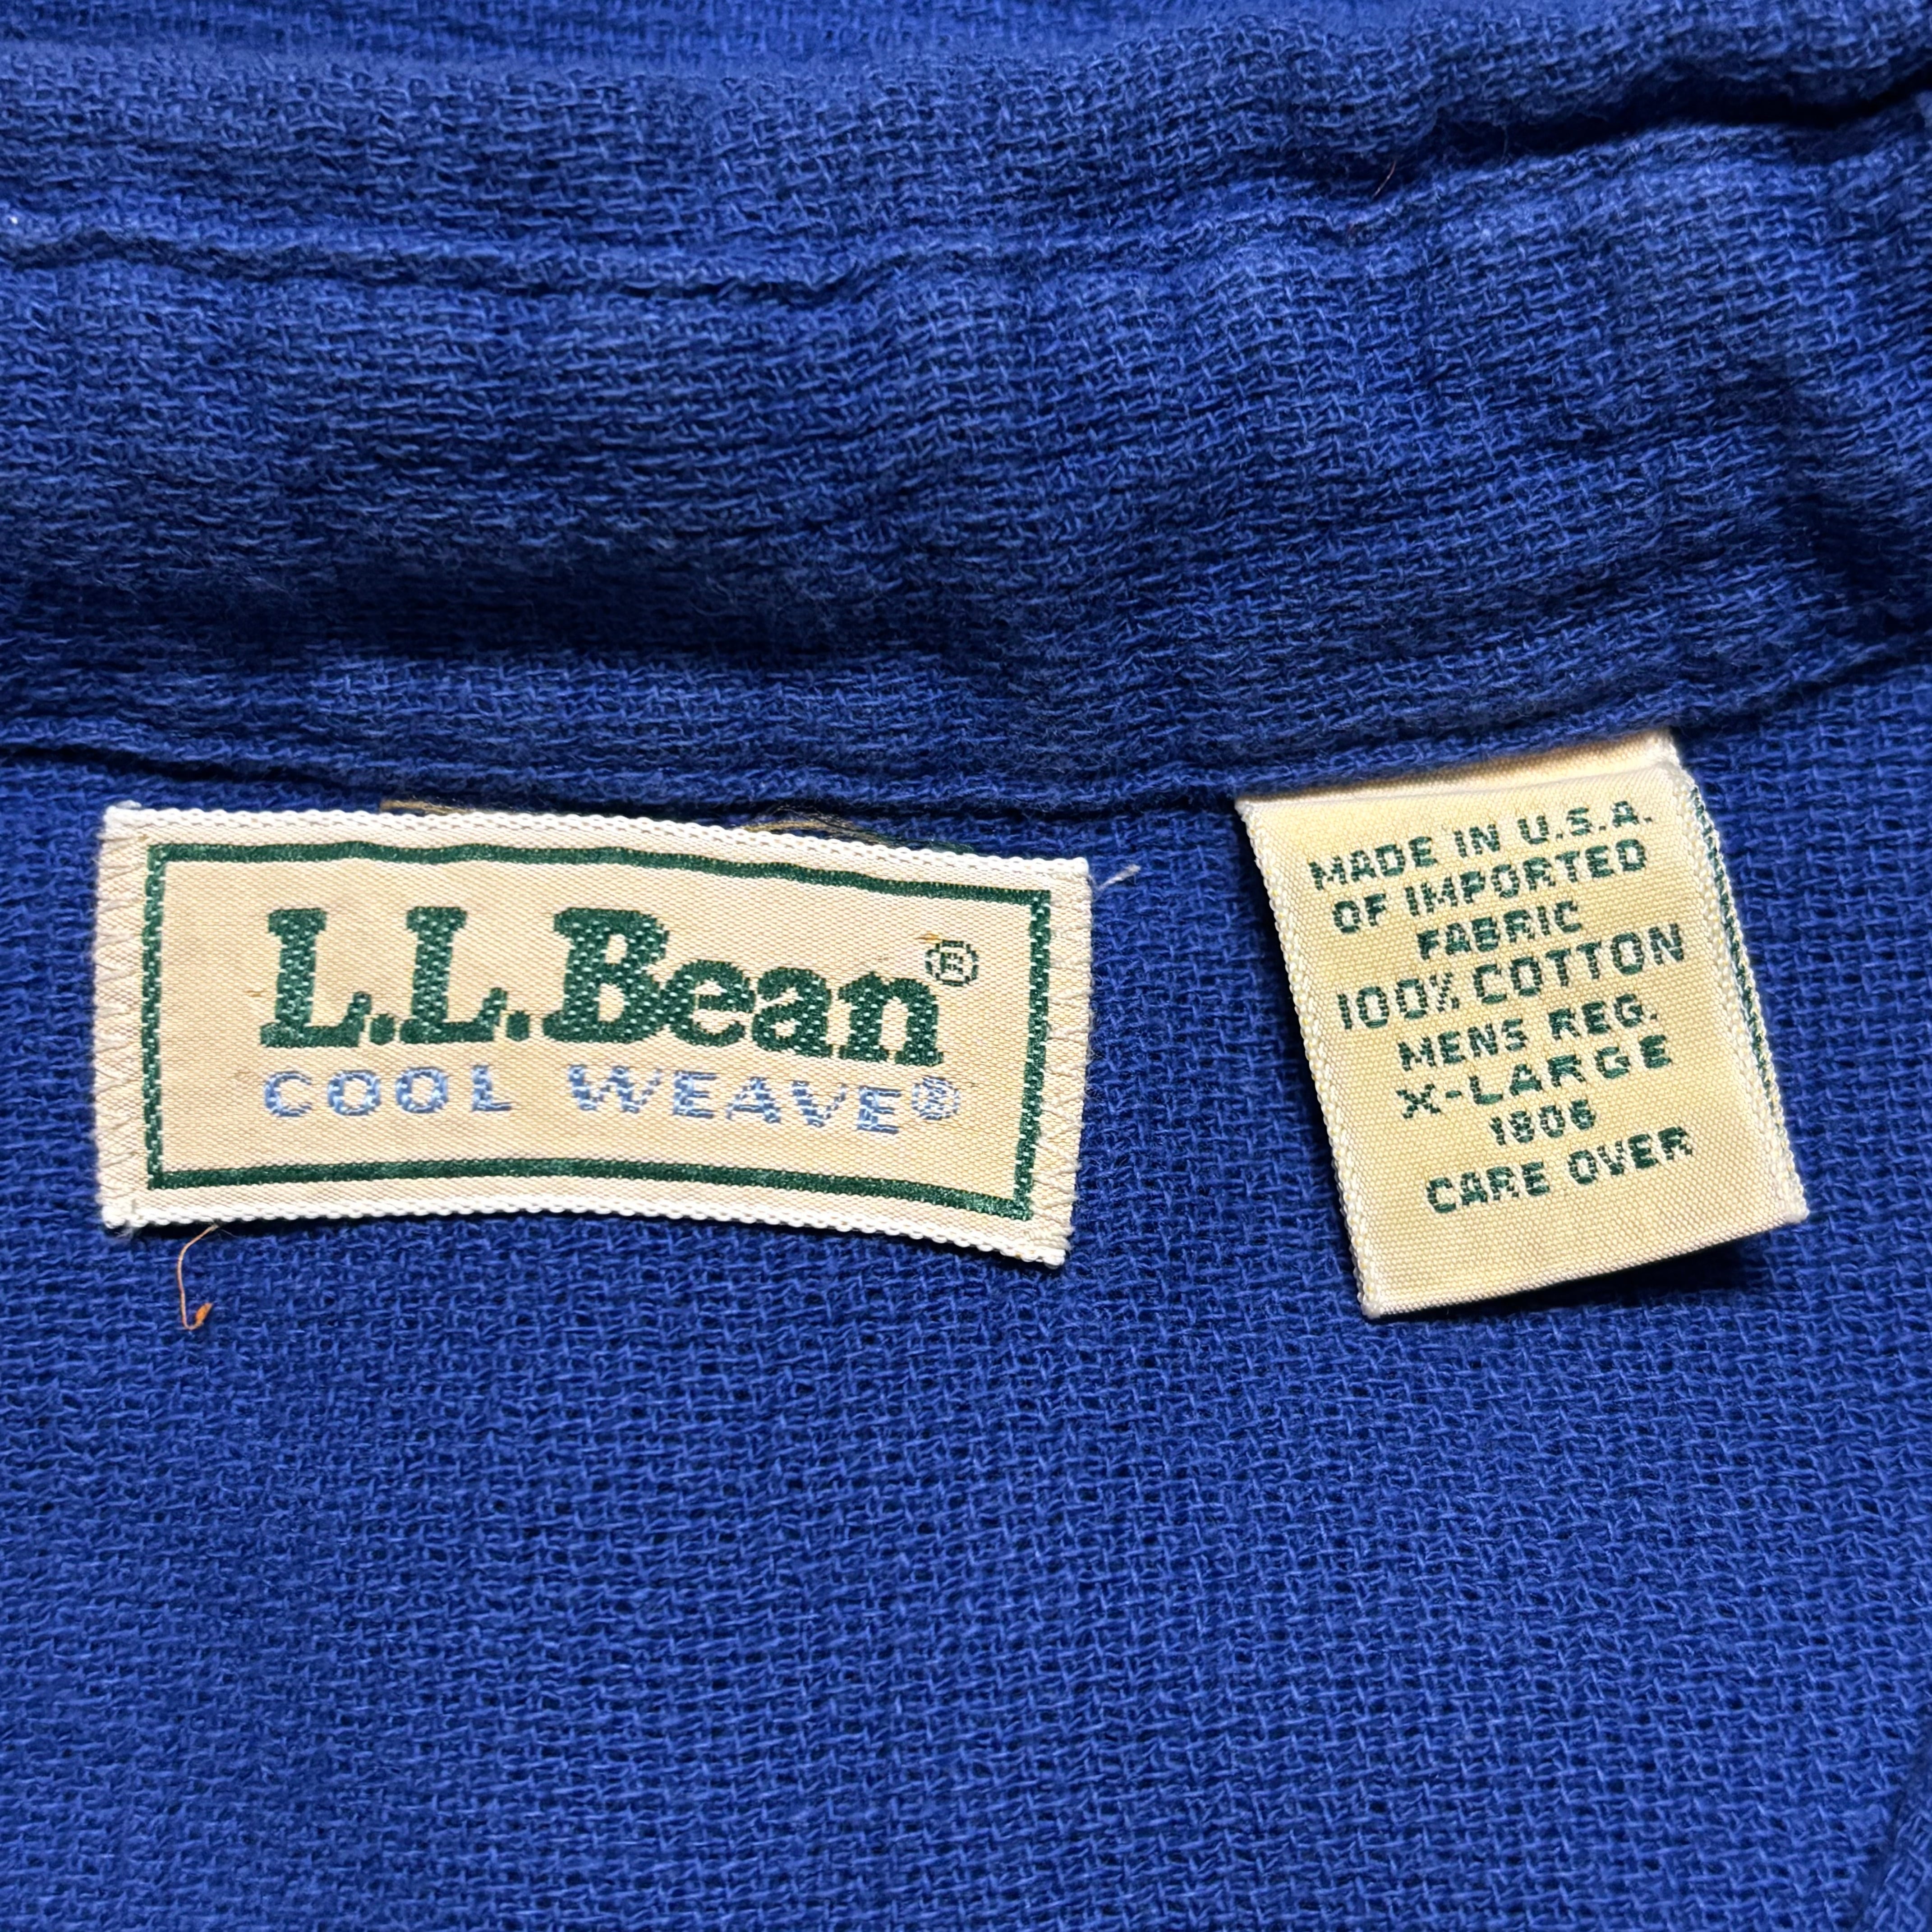 L.L.Bean®
COOL WEAVE®
MADE IN U.S.A.
OF IMPORTED
FABRIC
100% COTTON
MENS REG.
X-LARGE
1806
CARE OVER